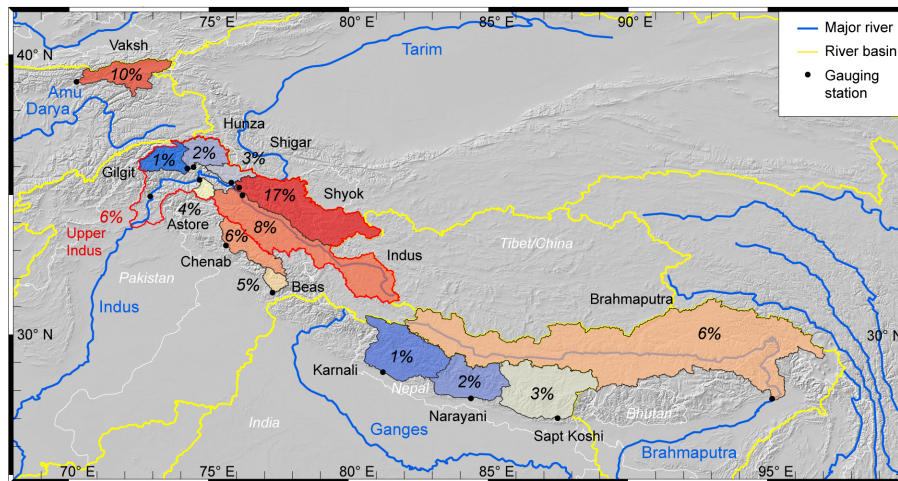 75° E
80° E
85° E
90° E
Major river
River basin
Gauging
station
40° N
Vaksh
10%
Tarim
Amu
Darya
Hunza
Shigar
1%
2%
3%
Gilgit
17%
Shyok
6%
Upper
Indus
4%
Astore
8%
6%
Chenab
Indus
Tibet/China
Pakistan
5%
Beas
Indus
Brahmaputra
30° N
6%
30° N
1%
Karnali
2%
3%
Nepal
Narayani
Bhutan
India
Ganges
Sapt Koshi
Brahmaputra
70° E
75° E
80° E
85° E
95° E